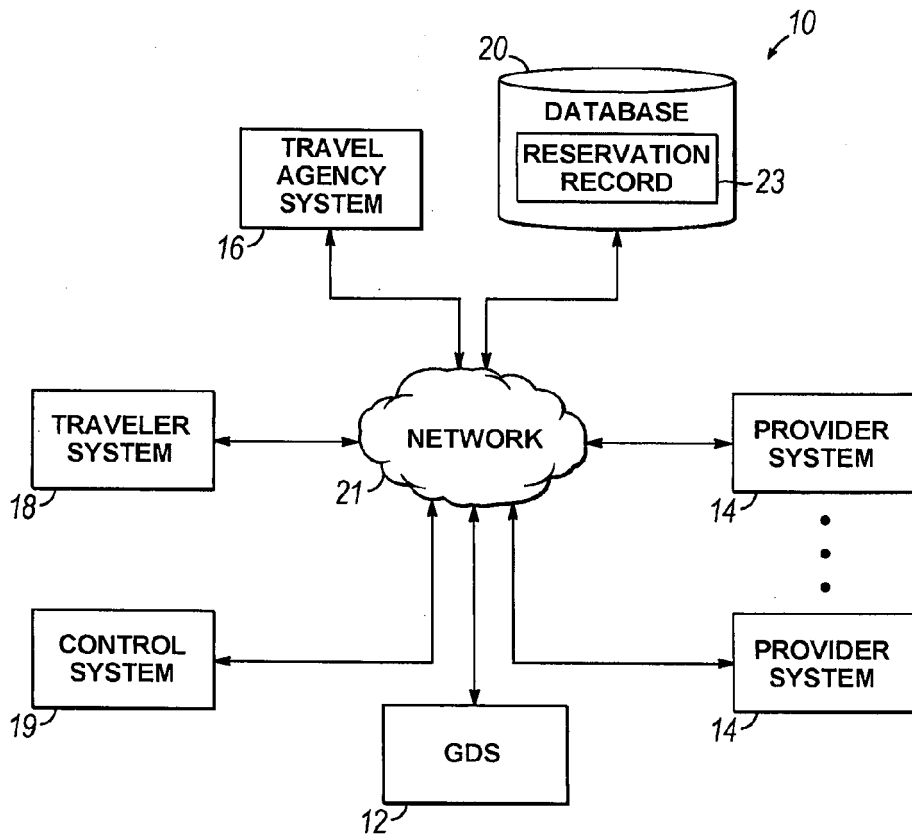 10
20
DATABASE
RESERVATION
RECORD
23
TRAVEL
AGENCY
SYSTEM
16
TRAVELER
SYSTEM
18
NETWORK
21
PROVIDER
SYSTEM
14
CONTROL
SYSTEM
19
GDS
12
PROVIDER
SYSTEM
14